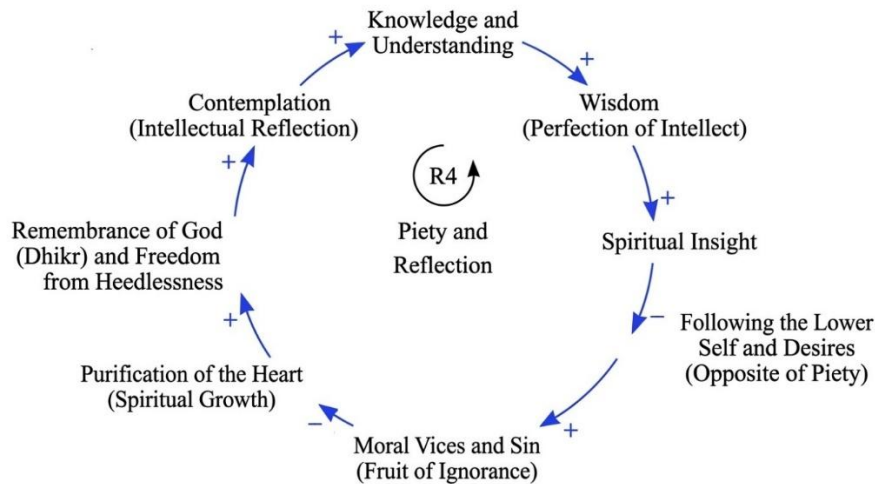 Knowledge and
Understanding
+
+
Contemplation
(Intellectual Reflection)
Wisdom
(Perfection of Intellect)
+
R4
+
Remembrance of God
(Dhikr) and Freedom
from Heedlessness
Piety and
Reflection
Spiritual Insight
+
−
Following the Lower
Self and Desires
(Opposite of Piety)
Purification of the Heart
(Spiritual Growth)
−
+
Moral Vices and Sin
(Fruit of Ignorance)